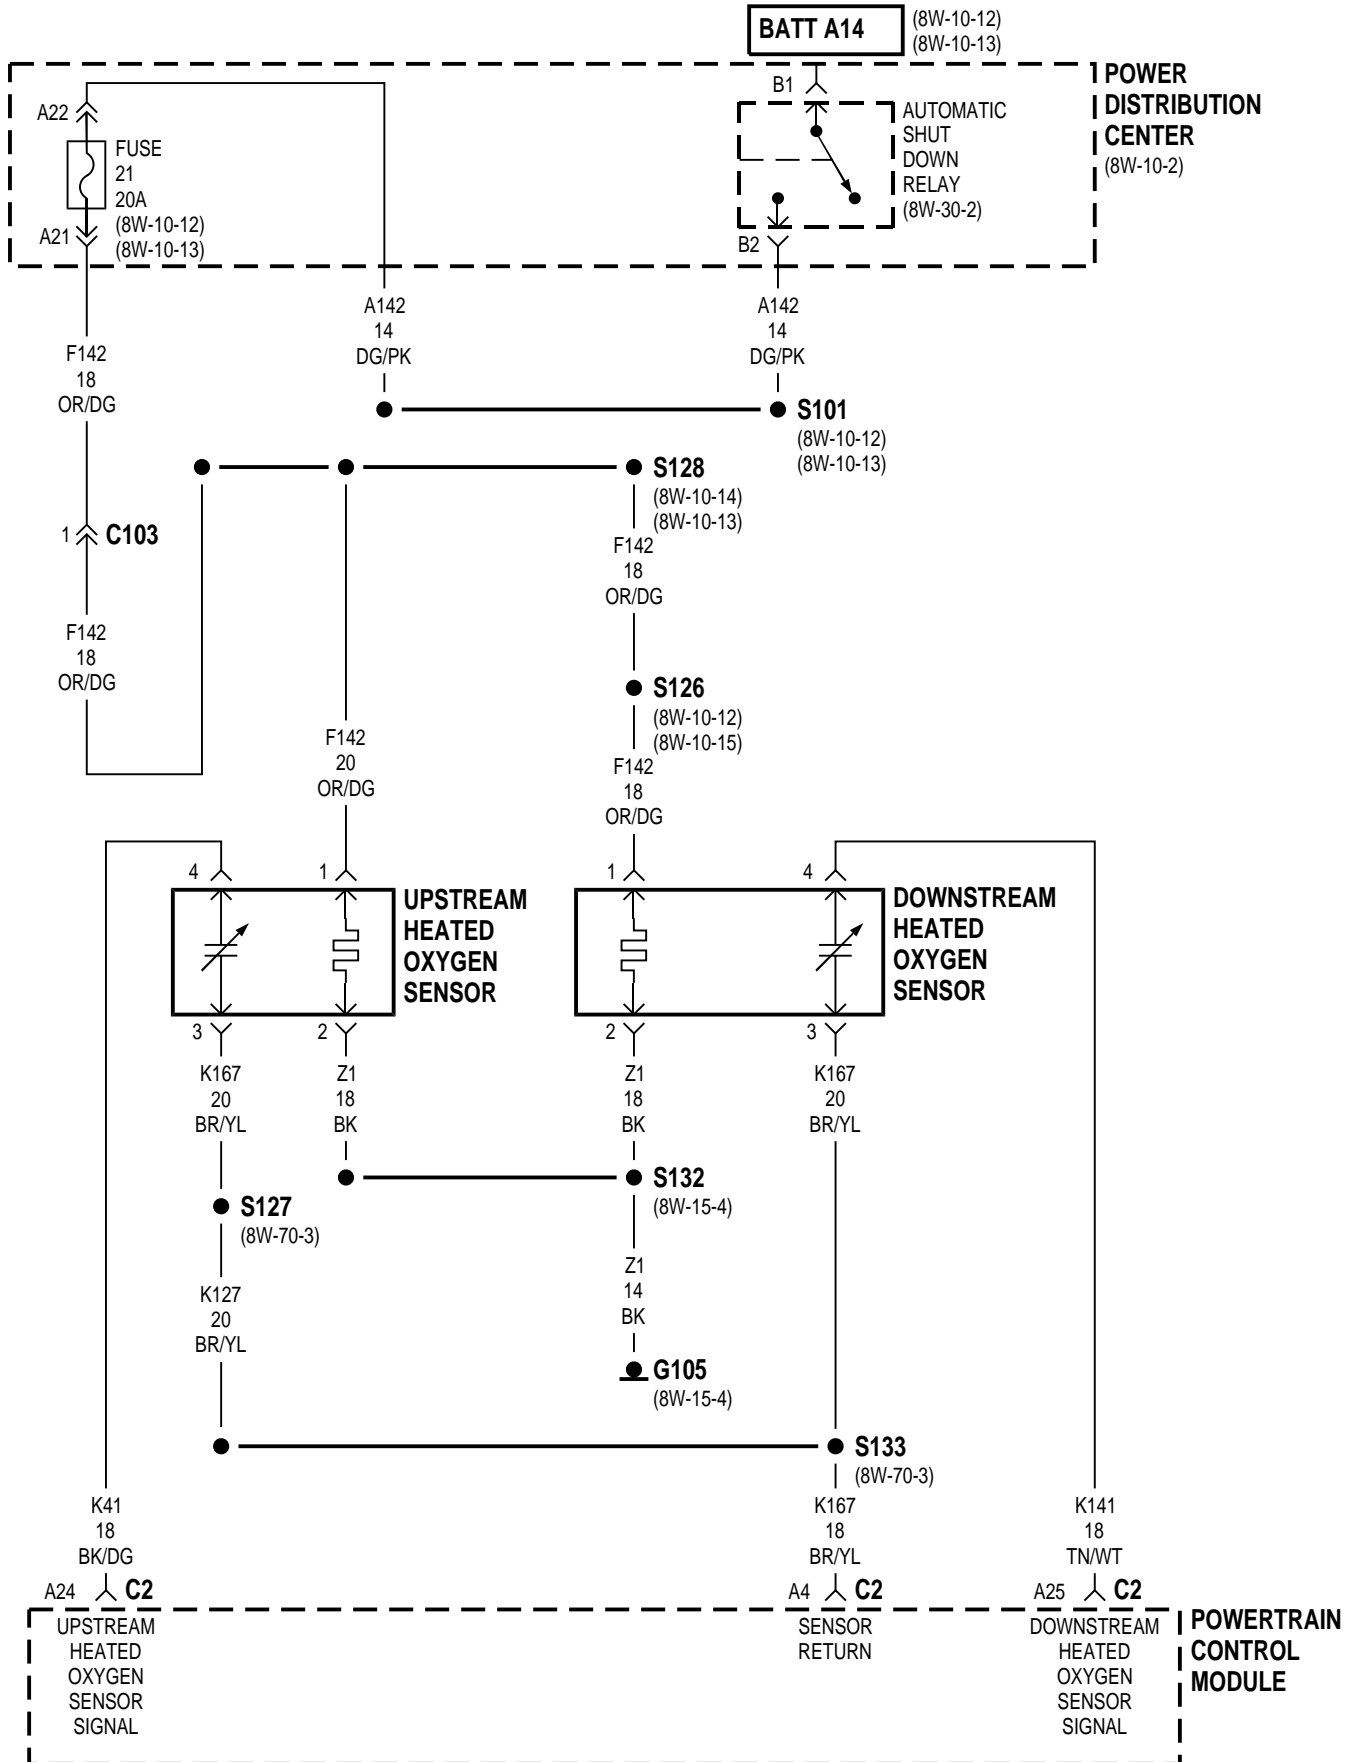 BATT A14
(8W-10-12)
(8W-10-13)
POWER
DISTRIBUTION
CENTER
(8W-10-2)
B1
A22
FUSE
21
20A
(8W-10-12)
(8W-10-13)
A21
AUTOMATIC
SHUT
DOWN
RELAY
(8W-30-2)
B2
A142
14
DG/PK
A142
14
DG/PK
F142
18
OR/DG
S101
(8W-10-12)
(8W-10-13)
S128
(8W-10-14)
(8W-10-13)
1
C103
F142
18
OR/DG
F142
18
OR/DG
S126
(8W-10-12)
(8W-10-15)
F142
20
OR/DG
F142
18
OR/DG
4
1
1
4
UPSTREAM
HEATED
OXYGEN
SENSOR
DOWNSTREAM
HEATED
OXYGEN
SENSOR
3
2
2
3
K167
20
BR/YL
Z1
18
BK
Z1
18
BK
K167
20
BR/YL
S127
(8W-70-3)
S132
(8W-15-4)
K127
20
BR/YL
Z1
14
BK
G105
(8W-15-4)
S133
(8W-70-3)
K41
18
BK/DG
K167
18
BR/YL
K141
18
TN/WT
A24
C2
A4
C2
A25
C2
UPSTREAM
HEATED
OXYGEN
SENSOR
SIGNAL
SENSOR
RETURN
DOWNSTREAM
HEATED
OXYGEN
SENSOR
SIGNAL
POWERTRAIN
CONTROL
MODULE